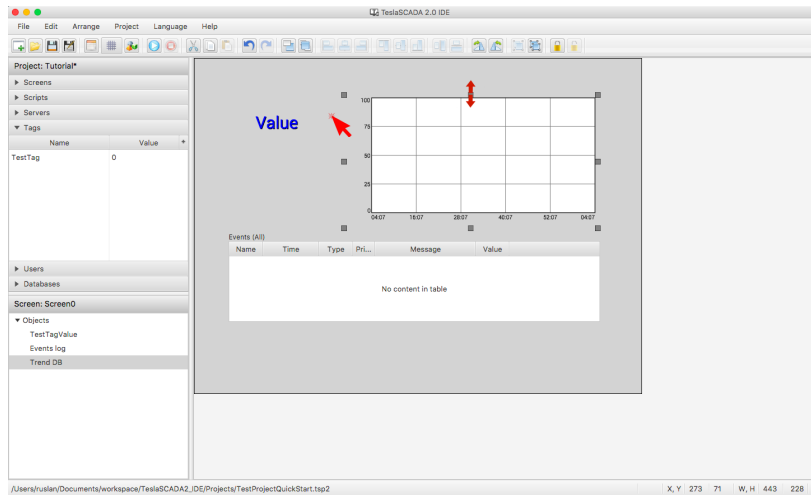 TeslaSCADA 2.0 IDE
File Edit Arrange Project Language Help
Project: Tutorial*
Screens
Scripts
Servers
Tags
Name Value +
TestTag 0
Users
Databases
Screen: Screen0
Objects
TestTagValue
Events log
Trend DB
Value
100
75
50
25
0
04:07 16:07 28:07 40:07 52:07 04:07
Events (All)
Name Time Type Pri... Message Value
No content in table
/Users/ruslan/Documents/workspace/TeslaSCADA2_IDE/Projects/TestProjectQuickStart.tsp2 X, Y 273 71 W, H 443 228